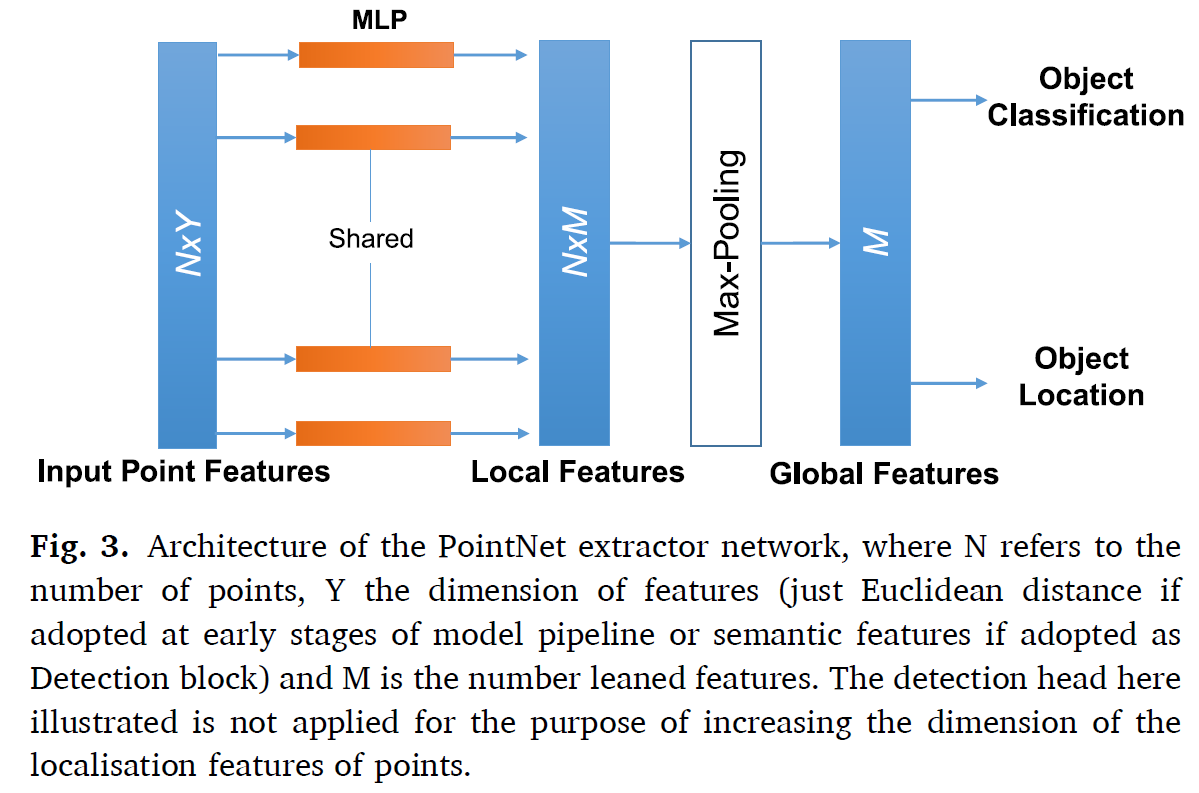 MLP
Object
Classification
NxY
Shared
NxM
Max-Pooling
M
Object
Location
Input Point Features
Local Features
Global Features
Fig. 3. Architecture of the PointNet extractor network, where N refers to the
number of points, Y the dimension of features (just Euclidean distance if
adopted at early stages of model pipeline or semantic features if adopted as
Detection block) and M is the number leaned features. The detection head here
illustrated is not applied for the purpose of increasing the dimension of the
localisation features of points.